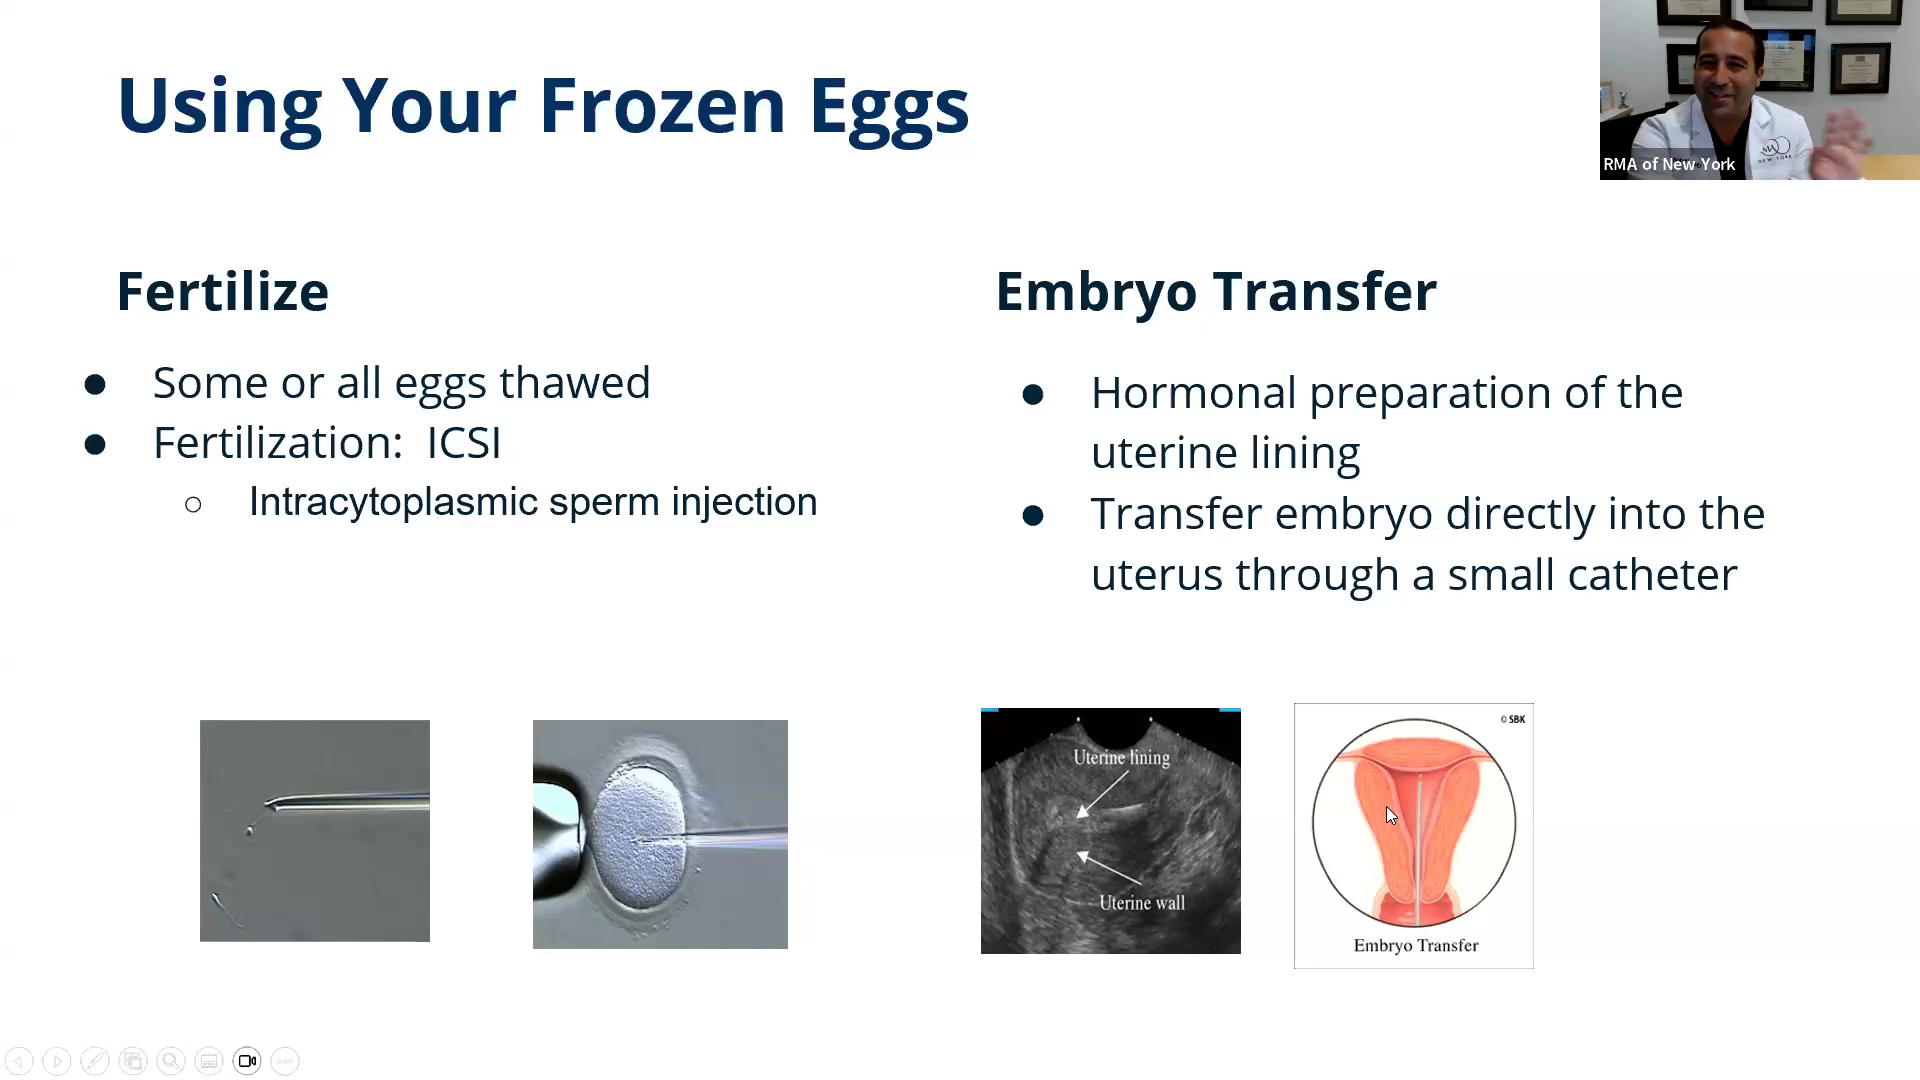 Using Your Frozen Eggs
RMA of New York
Fertilize
● Some or all eggs thawed
● Fertilization: ICSI
○ Intracytoplasmic sperm injection
Embryo Transfer
● Hormonal preparation of the
uterine lining
● Transfer embryo directly into the
uterus through a small catheter
Uterine lining
Uterine wall
© SBK
Embryo Transfer